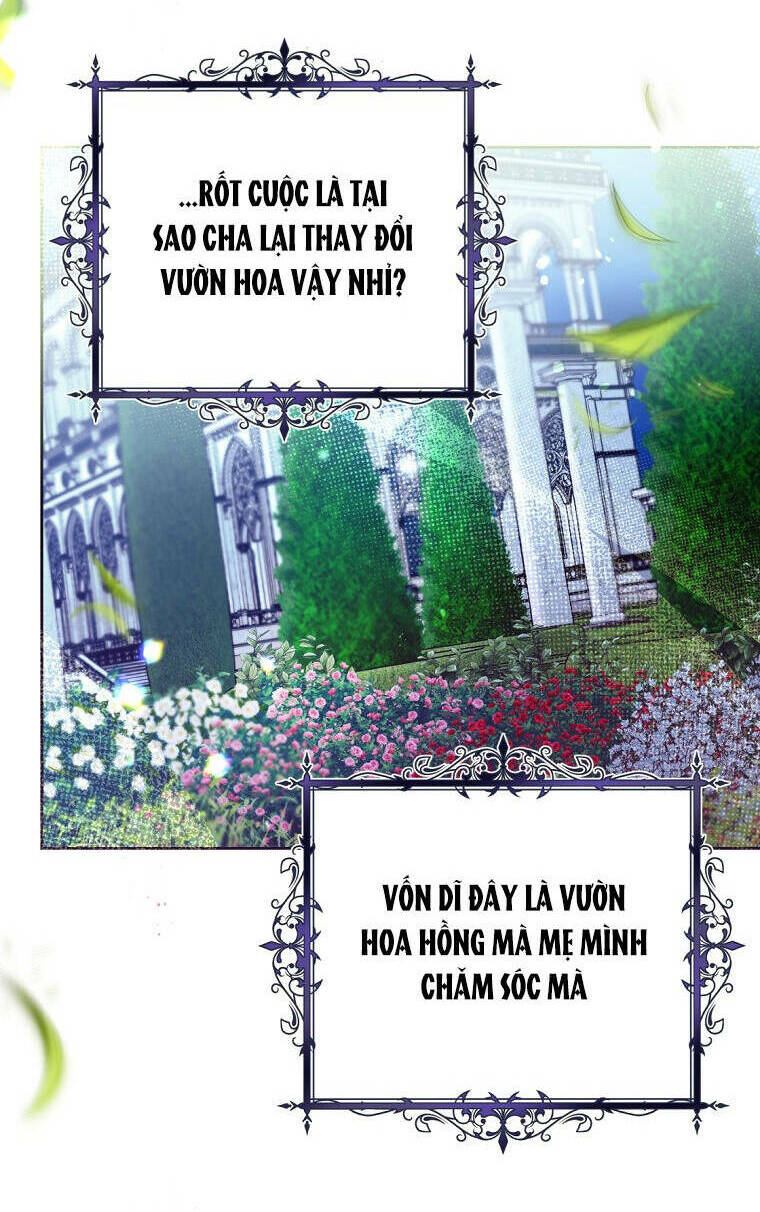 ...RỐT CUỘC LÀ TẠI
SAO CHA LẠI THAY ĐỔI
VƯỜN HOA VẬY NHỈ?
VỐN DĨ ĐÂY LÀ VƯỜN
HOA HỒNG MÀ MẸ MÌNH
CHĂM SÓC MÀ